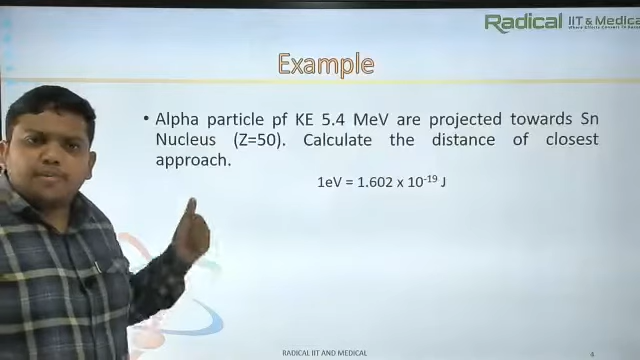 Radical IIT & Medical
Example
• Alpha particle pf KE 5.4 MeV are projected towards Sn
Nucleus (Z=50). Calculate the distance of closest
approach.
1eV = 1.602 x 10⁻¹⁹ J
RADICAL IIT AND MEDICAL
4